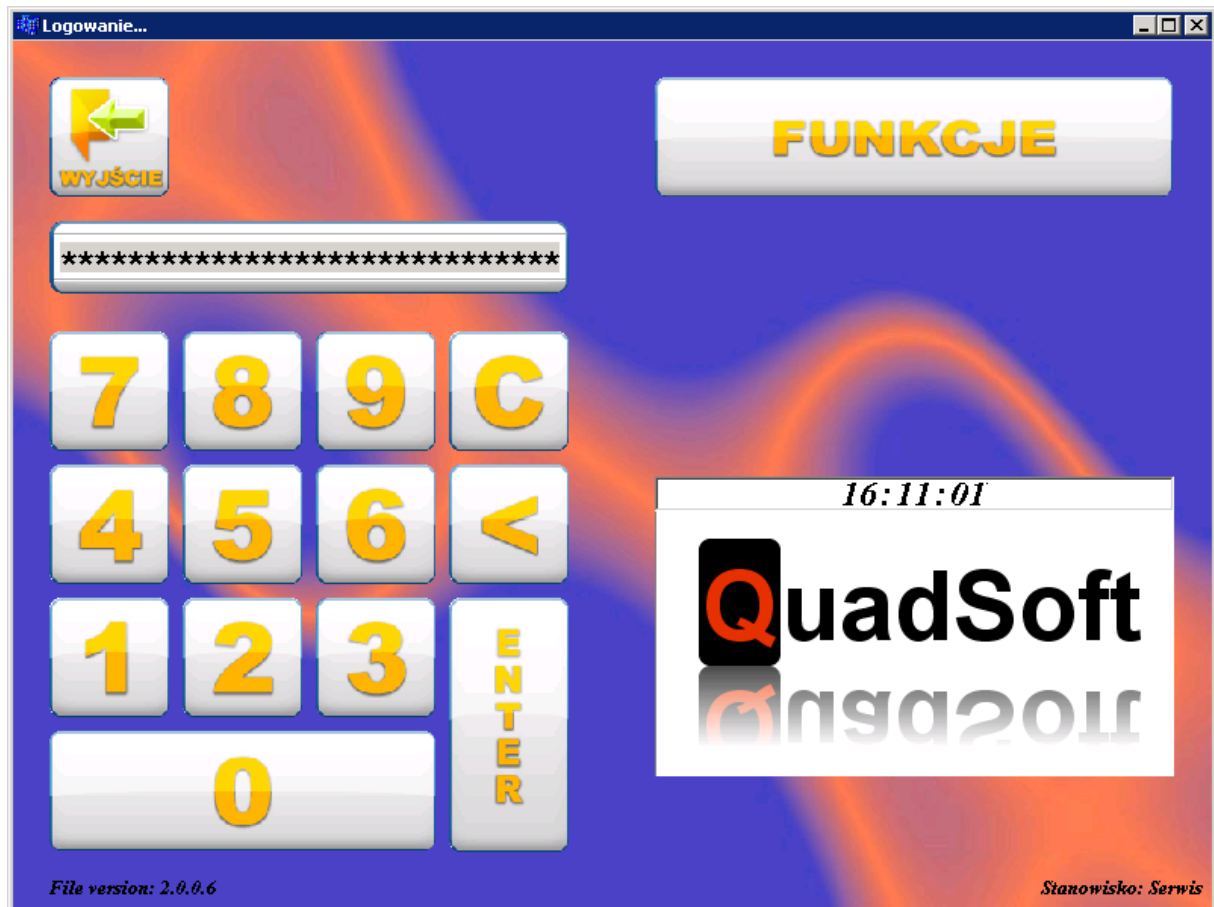 Logowanie...
WYJŚCIE
FUNKCJE
******************************
7 8 9 C
16:11:01
4 5 6 <
QuadSoft
1 2 3 ENTER
0
File version: 2.0.0.6
Stanowisko: Serwis